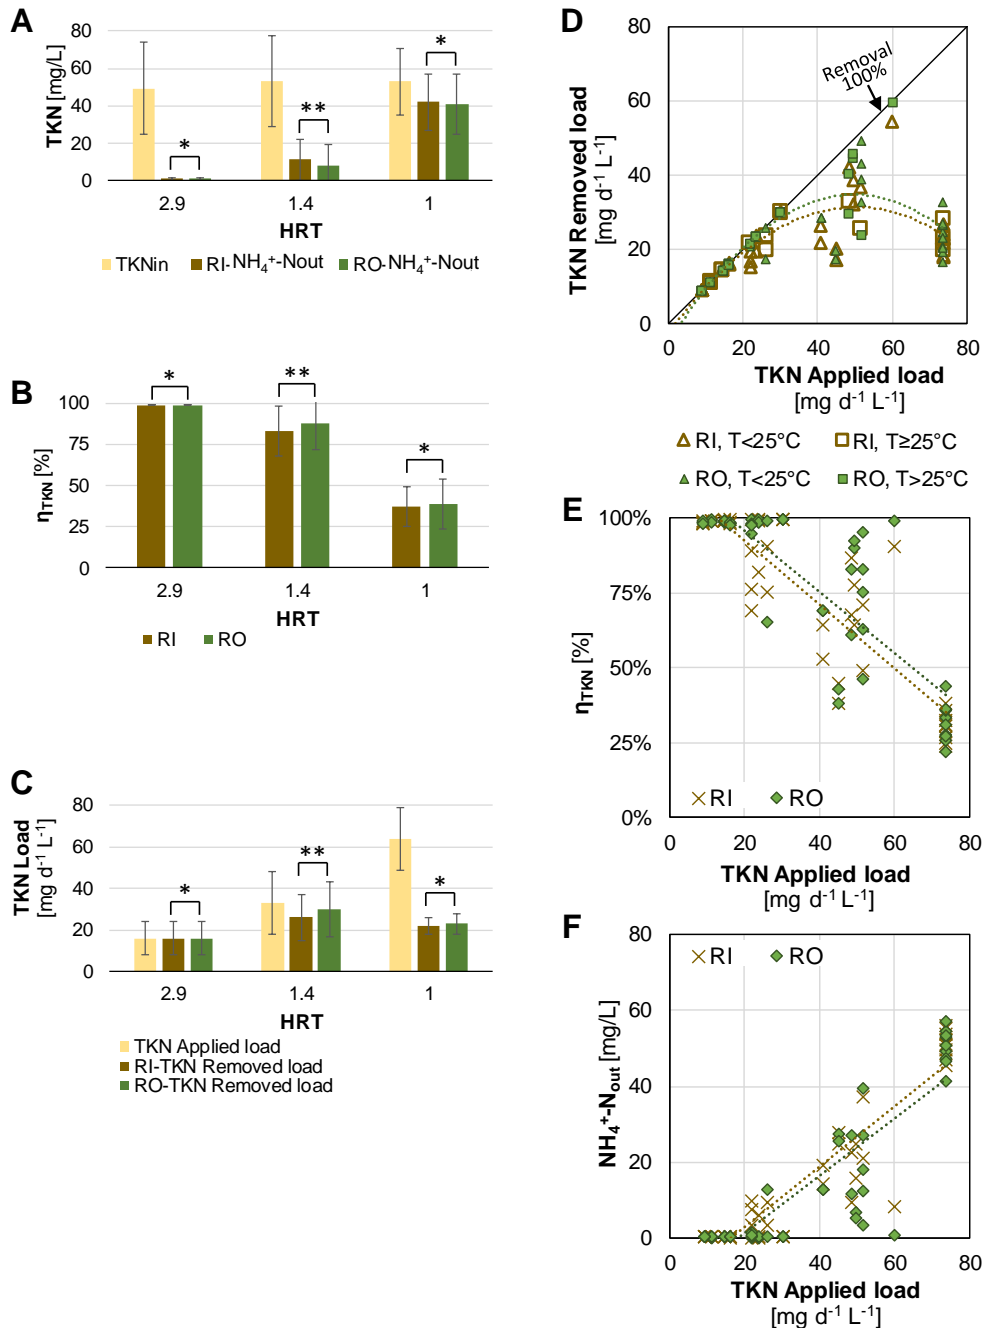 A
TKN [mg/L]
80
60
40
20
0
*
**
*
2.9
1.4
1
HRT
TKNin
RI-NH₄⁺-Nout
RO-NH₄⁺-Nout
B
ηTKN [%]
100
75
50
25
0
*
**
*
2.9
1.4
1
HRT
RI
RO
C
TKN Load
[mg d⁻¹ L⁻¹]
80
60
40
20
0
*
**
*
2.9
1.4
1
HRT
TKN Applied load
RI-TKN Removed load
RO-TKN Removed load
D
TKN Removed load
[mg d⁻¹ L⁻¹]
80
60
40
20
0
Removal
100%
0
20
40
60
80
TKN Applied load
[mg d⁻¹ L⁻¹]
RI, T<25°C
RI, T≥25°C
RO, T<25°C
RO, T>25°C
E
ηTKN [%]
100%
75%
50%
25%
0%
RI
RO
0
20
40
60
80
TKN Applied load
[mg d⁻¹ L⁻¹]
F
NH₄⁺-Nout [mg/L]
80
60
40
20
0
RI
RO
0
20
40
60
80
TKN Applied load
[mg d⁻¹ L⁻¹]